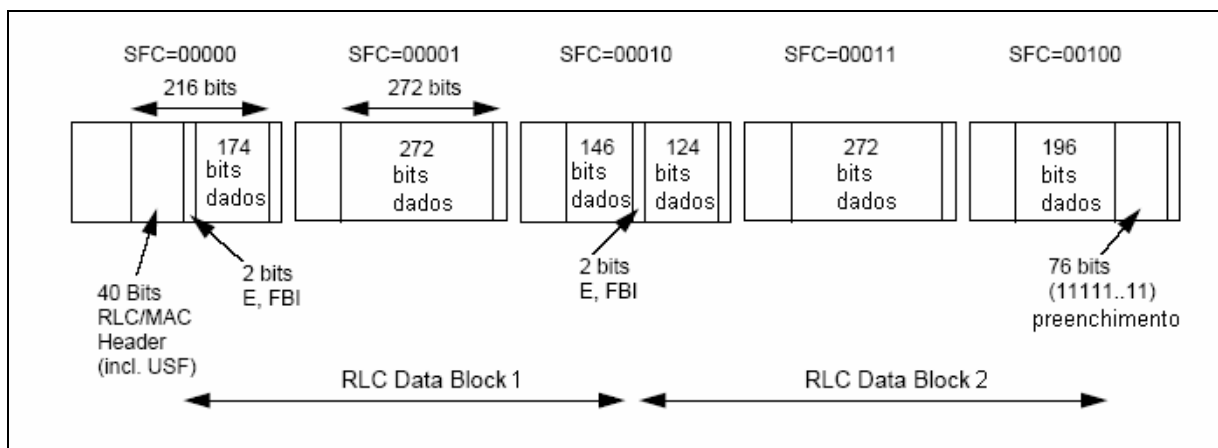 SFC=00000 SFC=00001 SFC=00010 SFC=00011 SFC=00100
216 bits 272 bits
174
bits
dados
272
bits
dados
146
bits
dados
124
bits
dados
272
bits
dados
196
bits
dados
40 Bits
RLC/MAC
Header
(incl. USF)
2 bits
E, FBI
2 bits
E, FBI
76 bits
(11111..11)
preenchimento
RLC Data Block 1 RLC Data Block 2